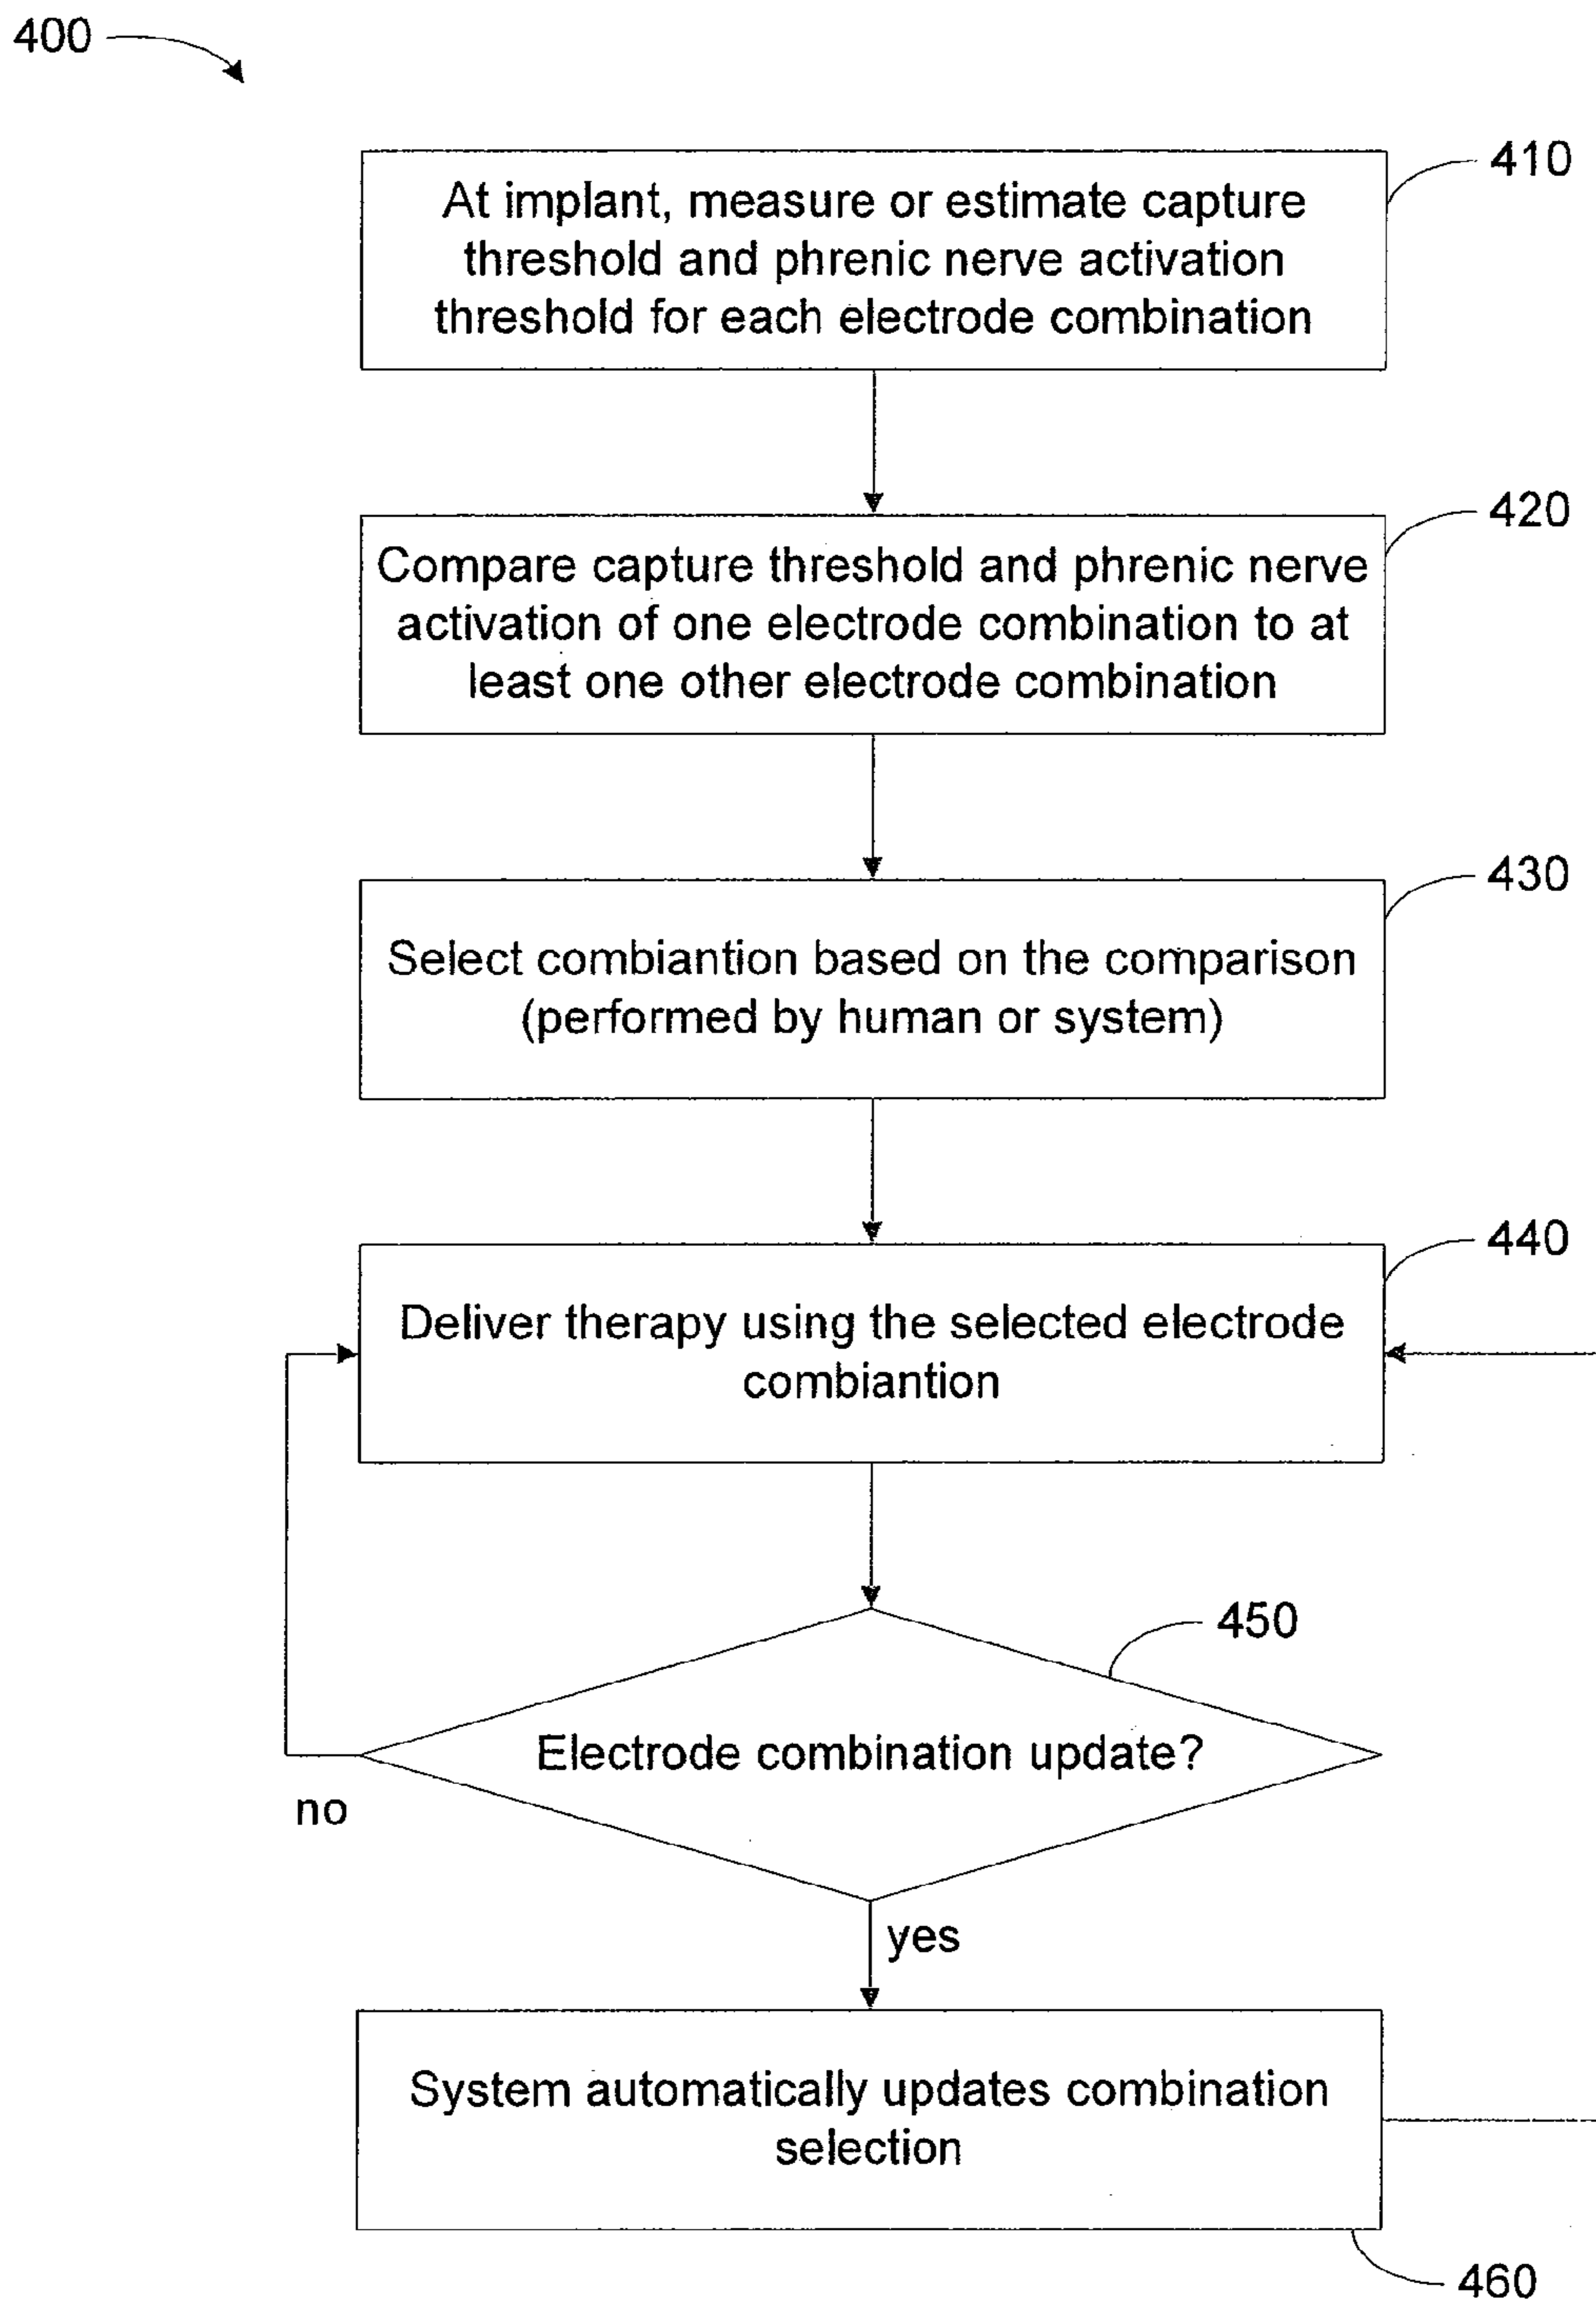 400
410
At implant, measure or estimate capture
threshold and phrenic nerve activation
threshold for each electrode combination
420
Compare capture threshold and phrenic nerve
activation of one electrode combination to at
least one other electrode combination
430
Select combiantion based on the comparison
(performed by human or system)
440
Deliver therapy using the selected electrode
combiantion
450
Electrode combination update?
no
yes
System automatically updates combination
selection
460